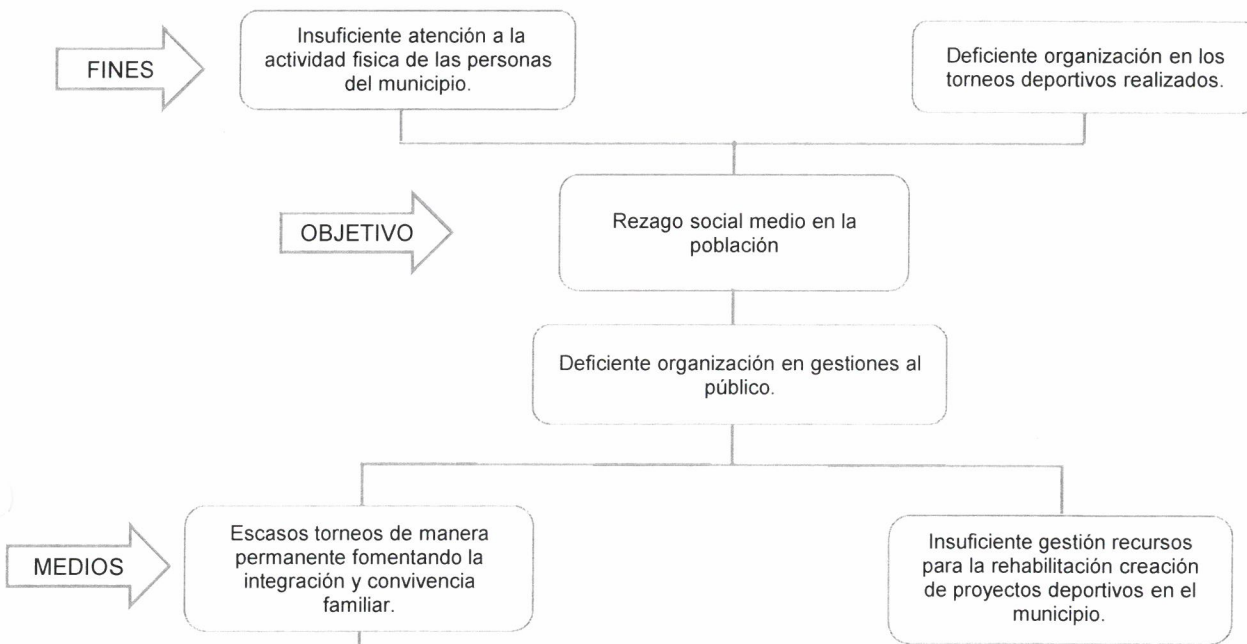 FINES
Insuficiente atención a la
actividad fisica de las personas
del municipio.
Deficiente organización en los
torneos deportivos realizados.
OBJETIVO
Rezago social medio en la
población
Deficiente organización en gestiones al
público.
MEDIOS
Escasos torneos de manera
permanente fomentando la
integración y convivencia
familiar.
Insuficiente gestión recursos
para la rehabilitación creación
de proyectos deportivos en el
municipio.